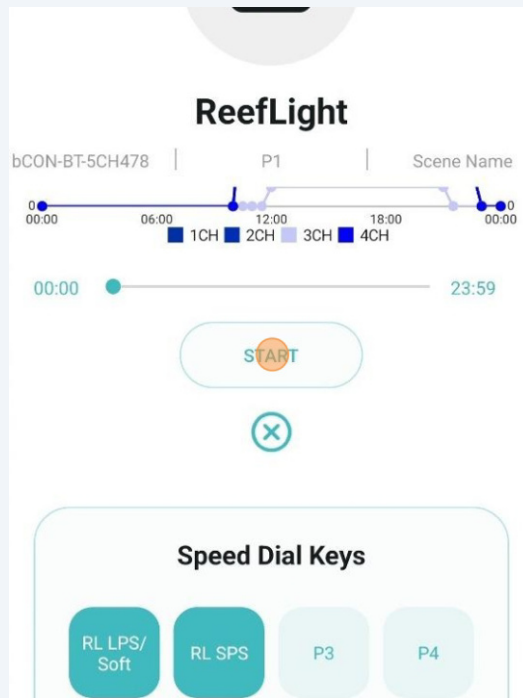 ReefLight
bCON-BT-5CH478 | P1 | Scene Name
0 0
00:00 06:00 12:00 18:00 00:00
1CH 2CH 3CH 4CH
00:00 23:59
START
Speed Dial Keys
RL LPS/
Soft
RL SPS
P3
P4